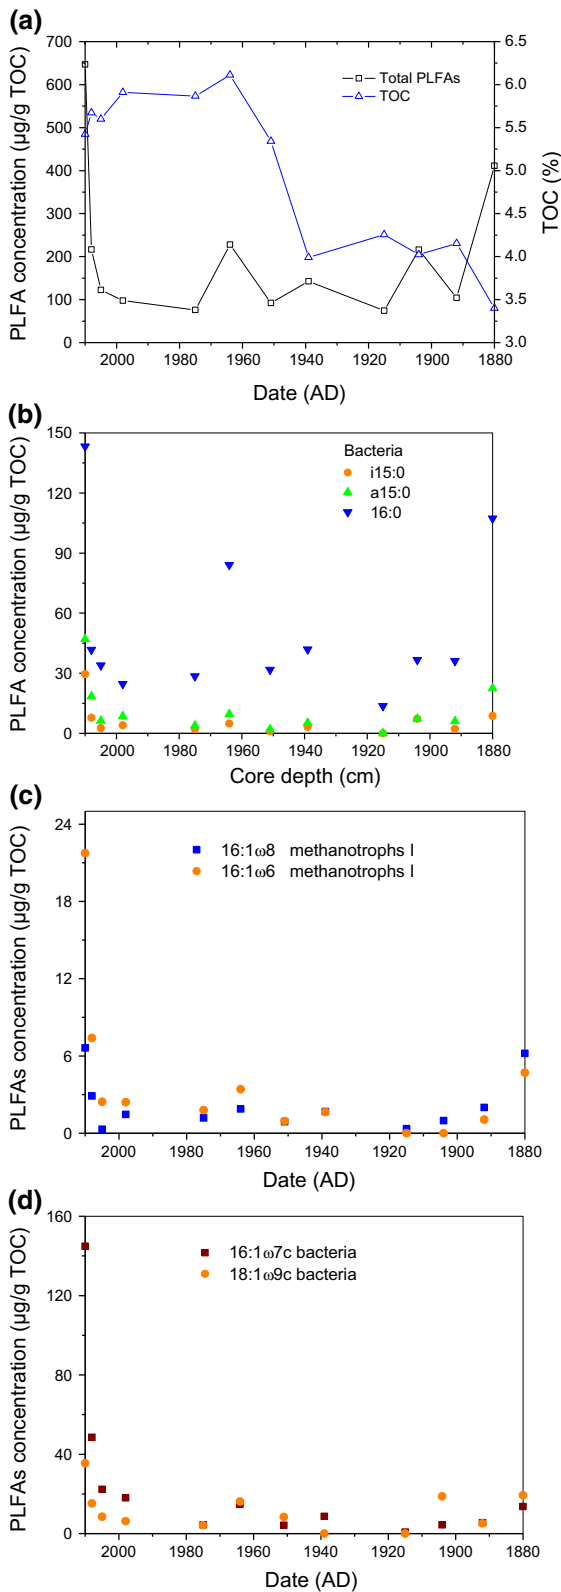 (a)
700
600
500
400
300
200
100
0
PLFA concentration (µg/g TOC)
Total PLFAs
TOC
6.5
6.0
5.5
5.0
4.5
4.0
3.5
3.0
TOC (%)
2000 1980 1960 1940 1920 1900 1880
Date (AD)
(b)
150
120
90
60
30
0
PLFA concentration (µg/g TOC)
Bacteria
i15:0
a15:0
16:0
2000 1980 1960 1940 1920 1900 1880
Core depth (cm)
(c)
24
18
12
6
0
PLFAs concentration (µg/g TOC)
16:1ω8 methanotrophs I
16:1ω6 methanotrophs I
2000 1980 1960 1940 1920 1900 1880
Date (AD)
(d)
160
120
80
40
0
PLFAs concentration (µg/g TOC)
16:1ω7c bacteria
18:1ω9c bacteria
2000 1980 1960 1940 1920 1900 1880
Date (AD)